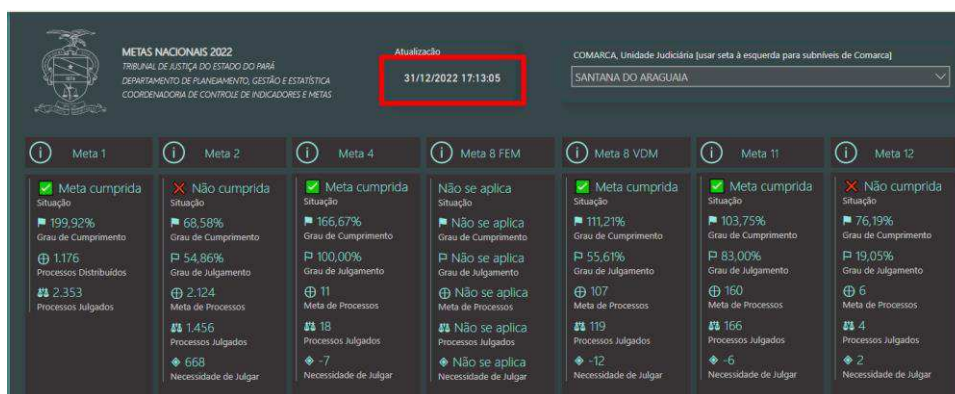 METAS NACIONAIS 2022
TRIBUNAL DE JUSTIÇA DO ESTADO DO PARÁ
DEPARTAMENTO DE PLANEJAMENTO, GESTÃO E ESTATÍSTICA
COORDENADORIA DE CONTROLE DE INDICADORES E METAS
Atualização
31/12/2022 17:13:05
COMARCA, Unidade Judiciária [usar seta à esquerda para subníveis de Comarca]
SANTANA DO ARAGUAIA
Meta 1
Meta cumprida
Situação
199,92%
Grau de Cumprimento
1.176
Processos Distribuídos
2.353
Processos Julgados
Meta 2
Não cumprida
Situação
68,58%
Grau de Cumprimento
54,86%
Grau de Julgamento
2.124
Meta de Processos
1.456
Processos Julgados
668
Necessidade de Julgar
Meta 4
Meta cumprida
Situação
166,67%
Grau de Cumprimento
100,00%
Grau de Julgamento
11
Meta de Processos
18
Processos Julgados
-7
Necessidade de Julgar
Meta 8 FEM
Não se aplica
Situação
Não se aplica
Grau de Cumprimento
Não se aplica
Grau de Julgamento
Não se aplica
Meta de Processos
Não se aplica
Processos Julgados
Não se aplica
Necessidade de Julgar
Meta 8 VDM
Meta cumprida
Situação
111,21%
Grau de Cumprimento
55,61%
Grau de Julgamento
107
Meta de Processos
119
Processos Julgados
-12
Necessidade de Julgar
Meta 11
Meta cumprida
Situação
103,75%
Grau de Cumprimento
83,00%
Grau de Julgamento
160
Meta de Processos
166
Processos Julgados
-6
Necessidade de Julgar
Meta 12
Não cumprida
Situação
76,19%
Grau de Cumprimento
19,05%
Grau de Julgamento
6
Meta de Processos
4
Processos Julgados
2
Necessidade de Julgar